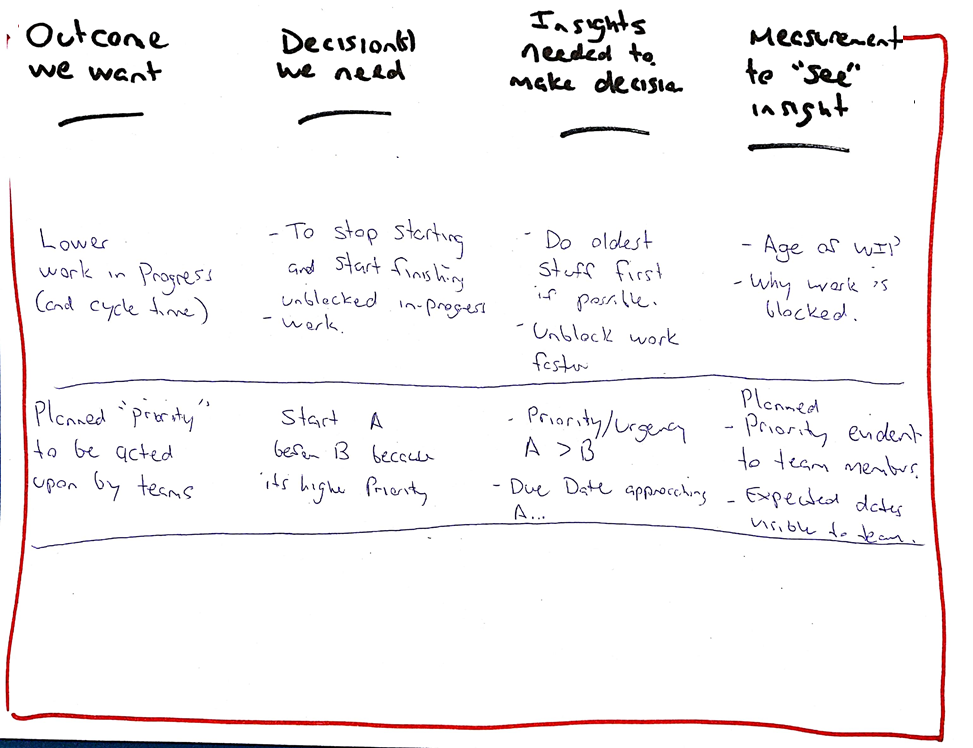 Outcome
we want
Decision(s)
we need
Insights
needed to
make decision
Measurement
to "see"
insight
Lower
work in Progress
(and cycle time)
- To stop starting
and start finishing
unblocked in-progress
- work.
- Do oldest
stuff first
if possible.
- Unblock work
faster
- Age of WIP
- Why work is
blocked.
Planned "priority"
to be acted
upon by teams
Start A
before B because
its higher Priority
- Priority/urgency
A > B
- Due Date approaching
A...
Planned
- Priority evident
to team members.
- Expected dates
visible to team.